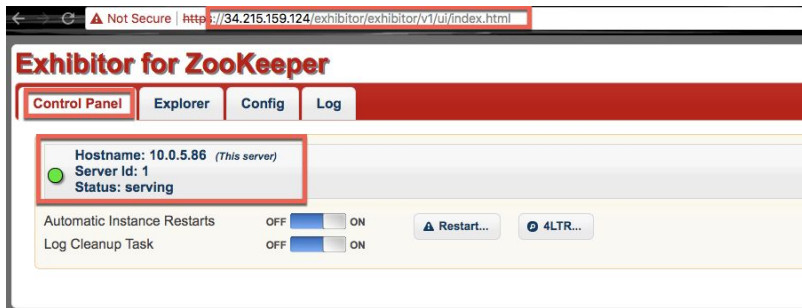 Not Secure | https://34.215.159.124/exhibitor/exhibitor/v1/ui/index.html
Exhibitor for ZooKeeper
Control Panel Explorer Config Log
Hostname: 10.0.5.86 (This server)
Server Id: 1
Status: serving
Automatic Instance Restarts OFF ON Restart... 4LTR...
Log Cleanup Task OFF ON